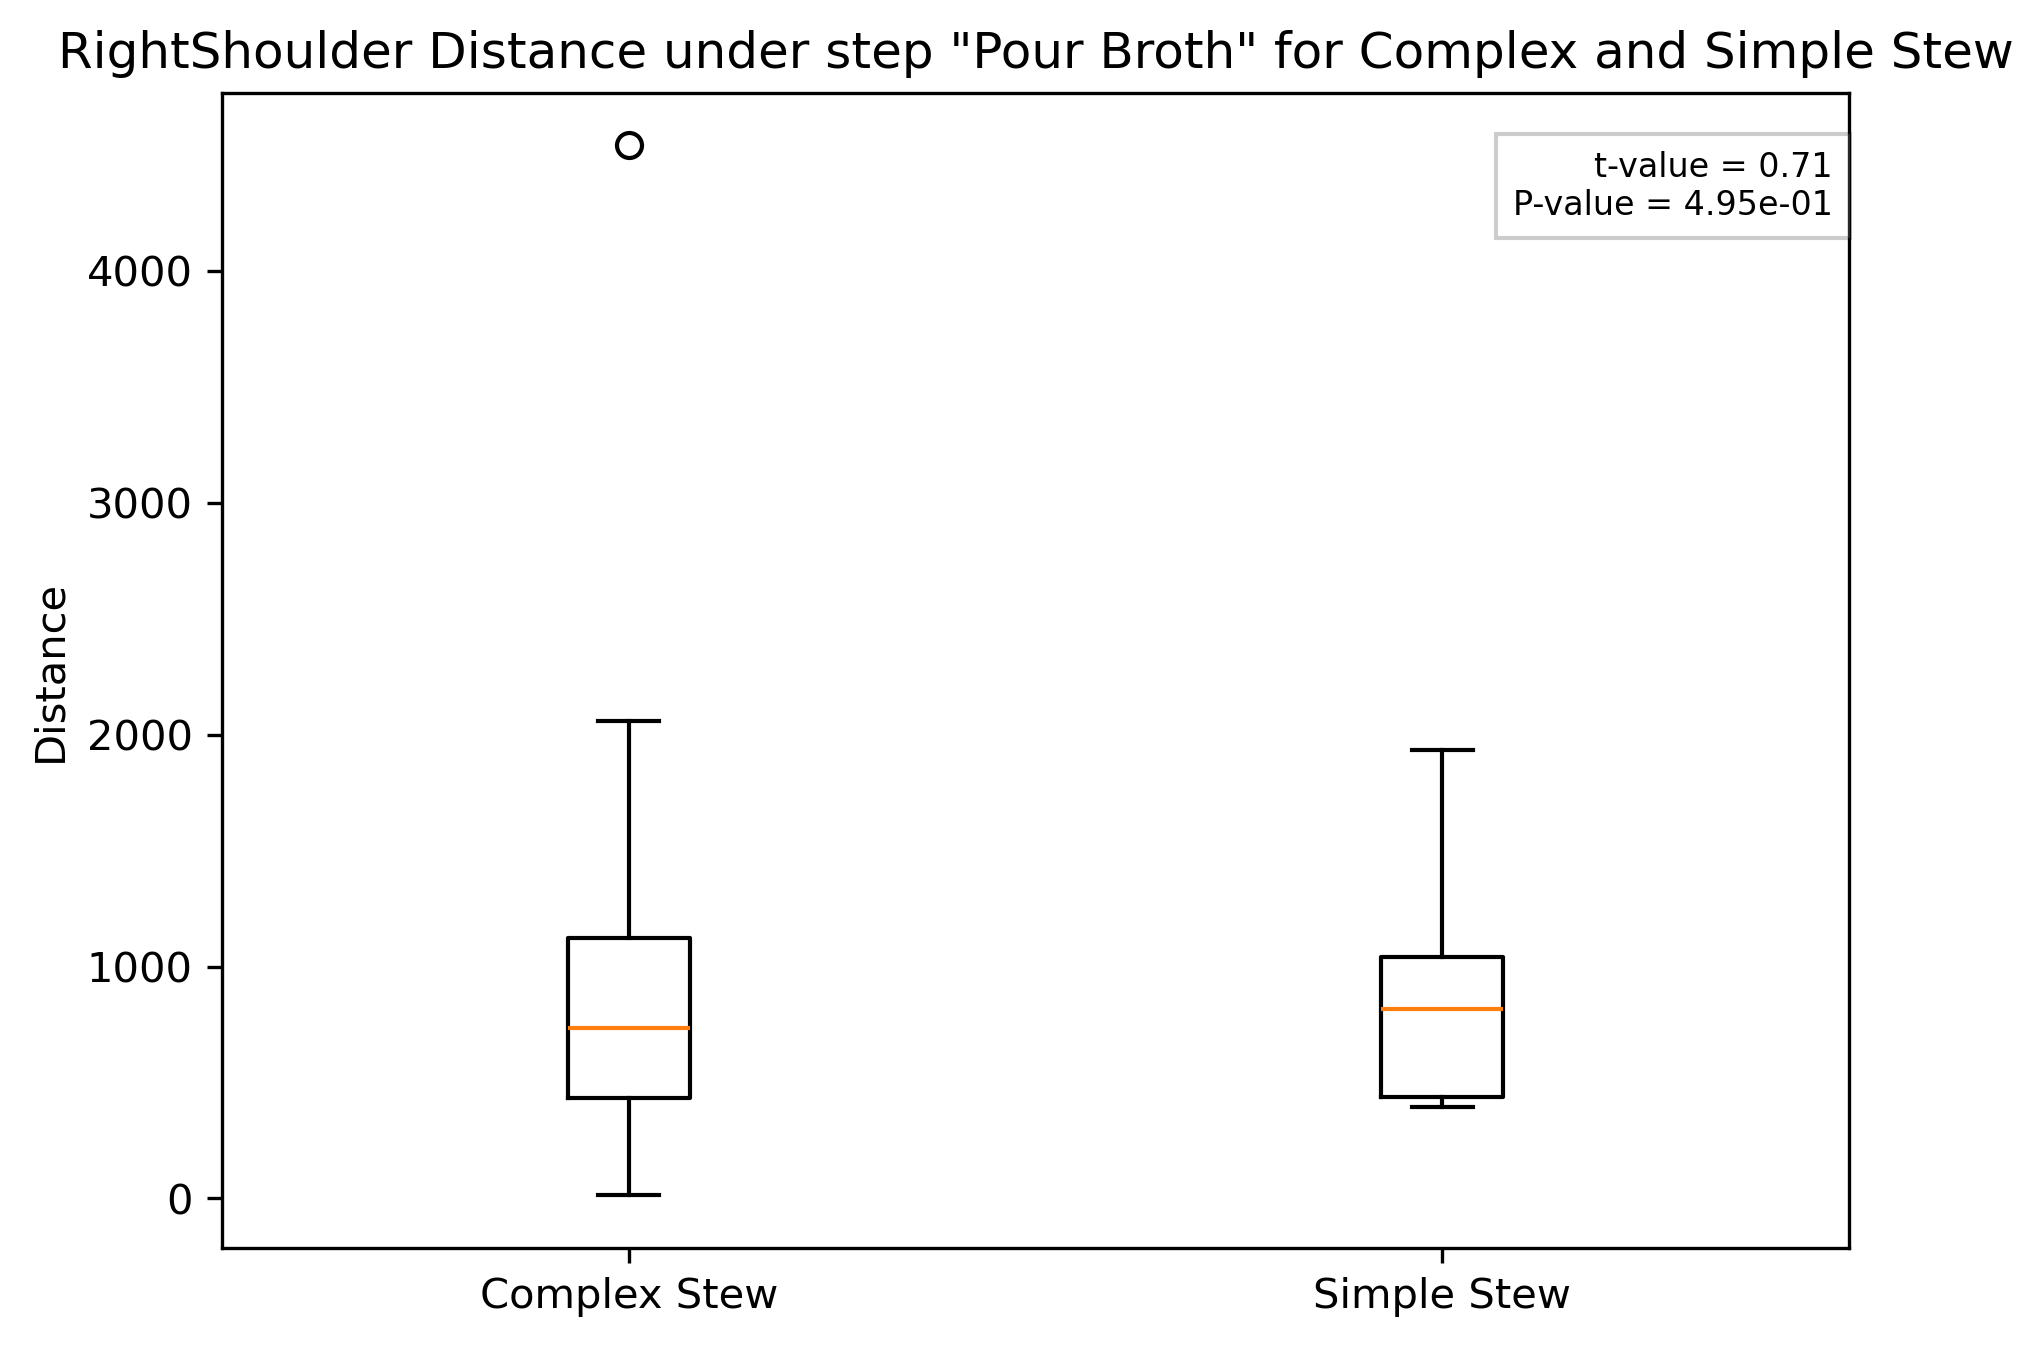 RightShoulder Distance under step "Pour Broth" for Complex and Simple Stew
t-value = 0.71
P-value = 4.95e-01
4000
3000
2000
1000
0
Distance
Complex Stew
Simple Stew